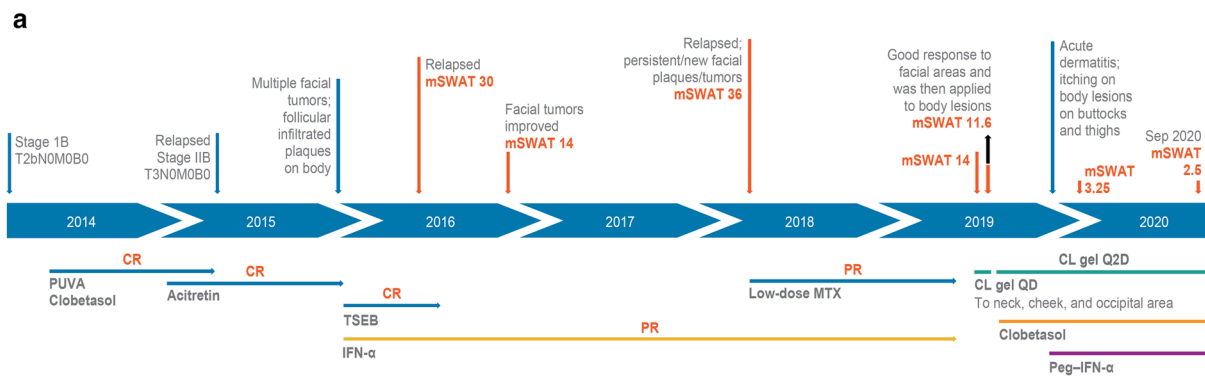 a
Stage 1B
T2bN0M0B0
Relapsed
Stage IIB
T3N0M0B0
Multiple facial
tumors;
follicular
infiltrated
plaques
on body
Relapsed
mSWAT 30
Facial tumors
improved
mSWAT 14
Relapsed;
persistent/new facial
plaques/tumors
mSWAT 36
Good response to
facial areas and
was then applied
to body lesions
mSWAT 11.6
mSWAT 14
Acute
dermatitis;
itching on
body lesions
on buttocks
and thighs
mSWAT
3.25
Sep 2020
mSWAT
2.5
2014
2015
2016
2017
2018
2019
2020
CR
PUVA
Clobetasol
CR
Acitretin
CR
TSEB
PR
IFN-α
PR
Low-dose MTX
CL gel Q2D
CL gel QD
To neck, cheek, and occipital area
Clobetasol
Peg–IFN-α